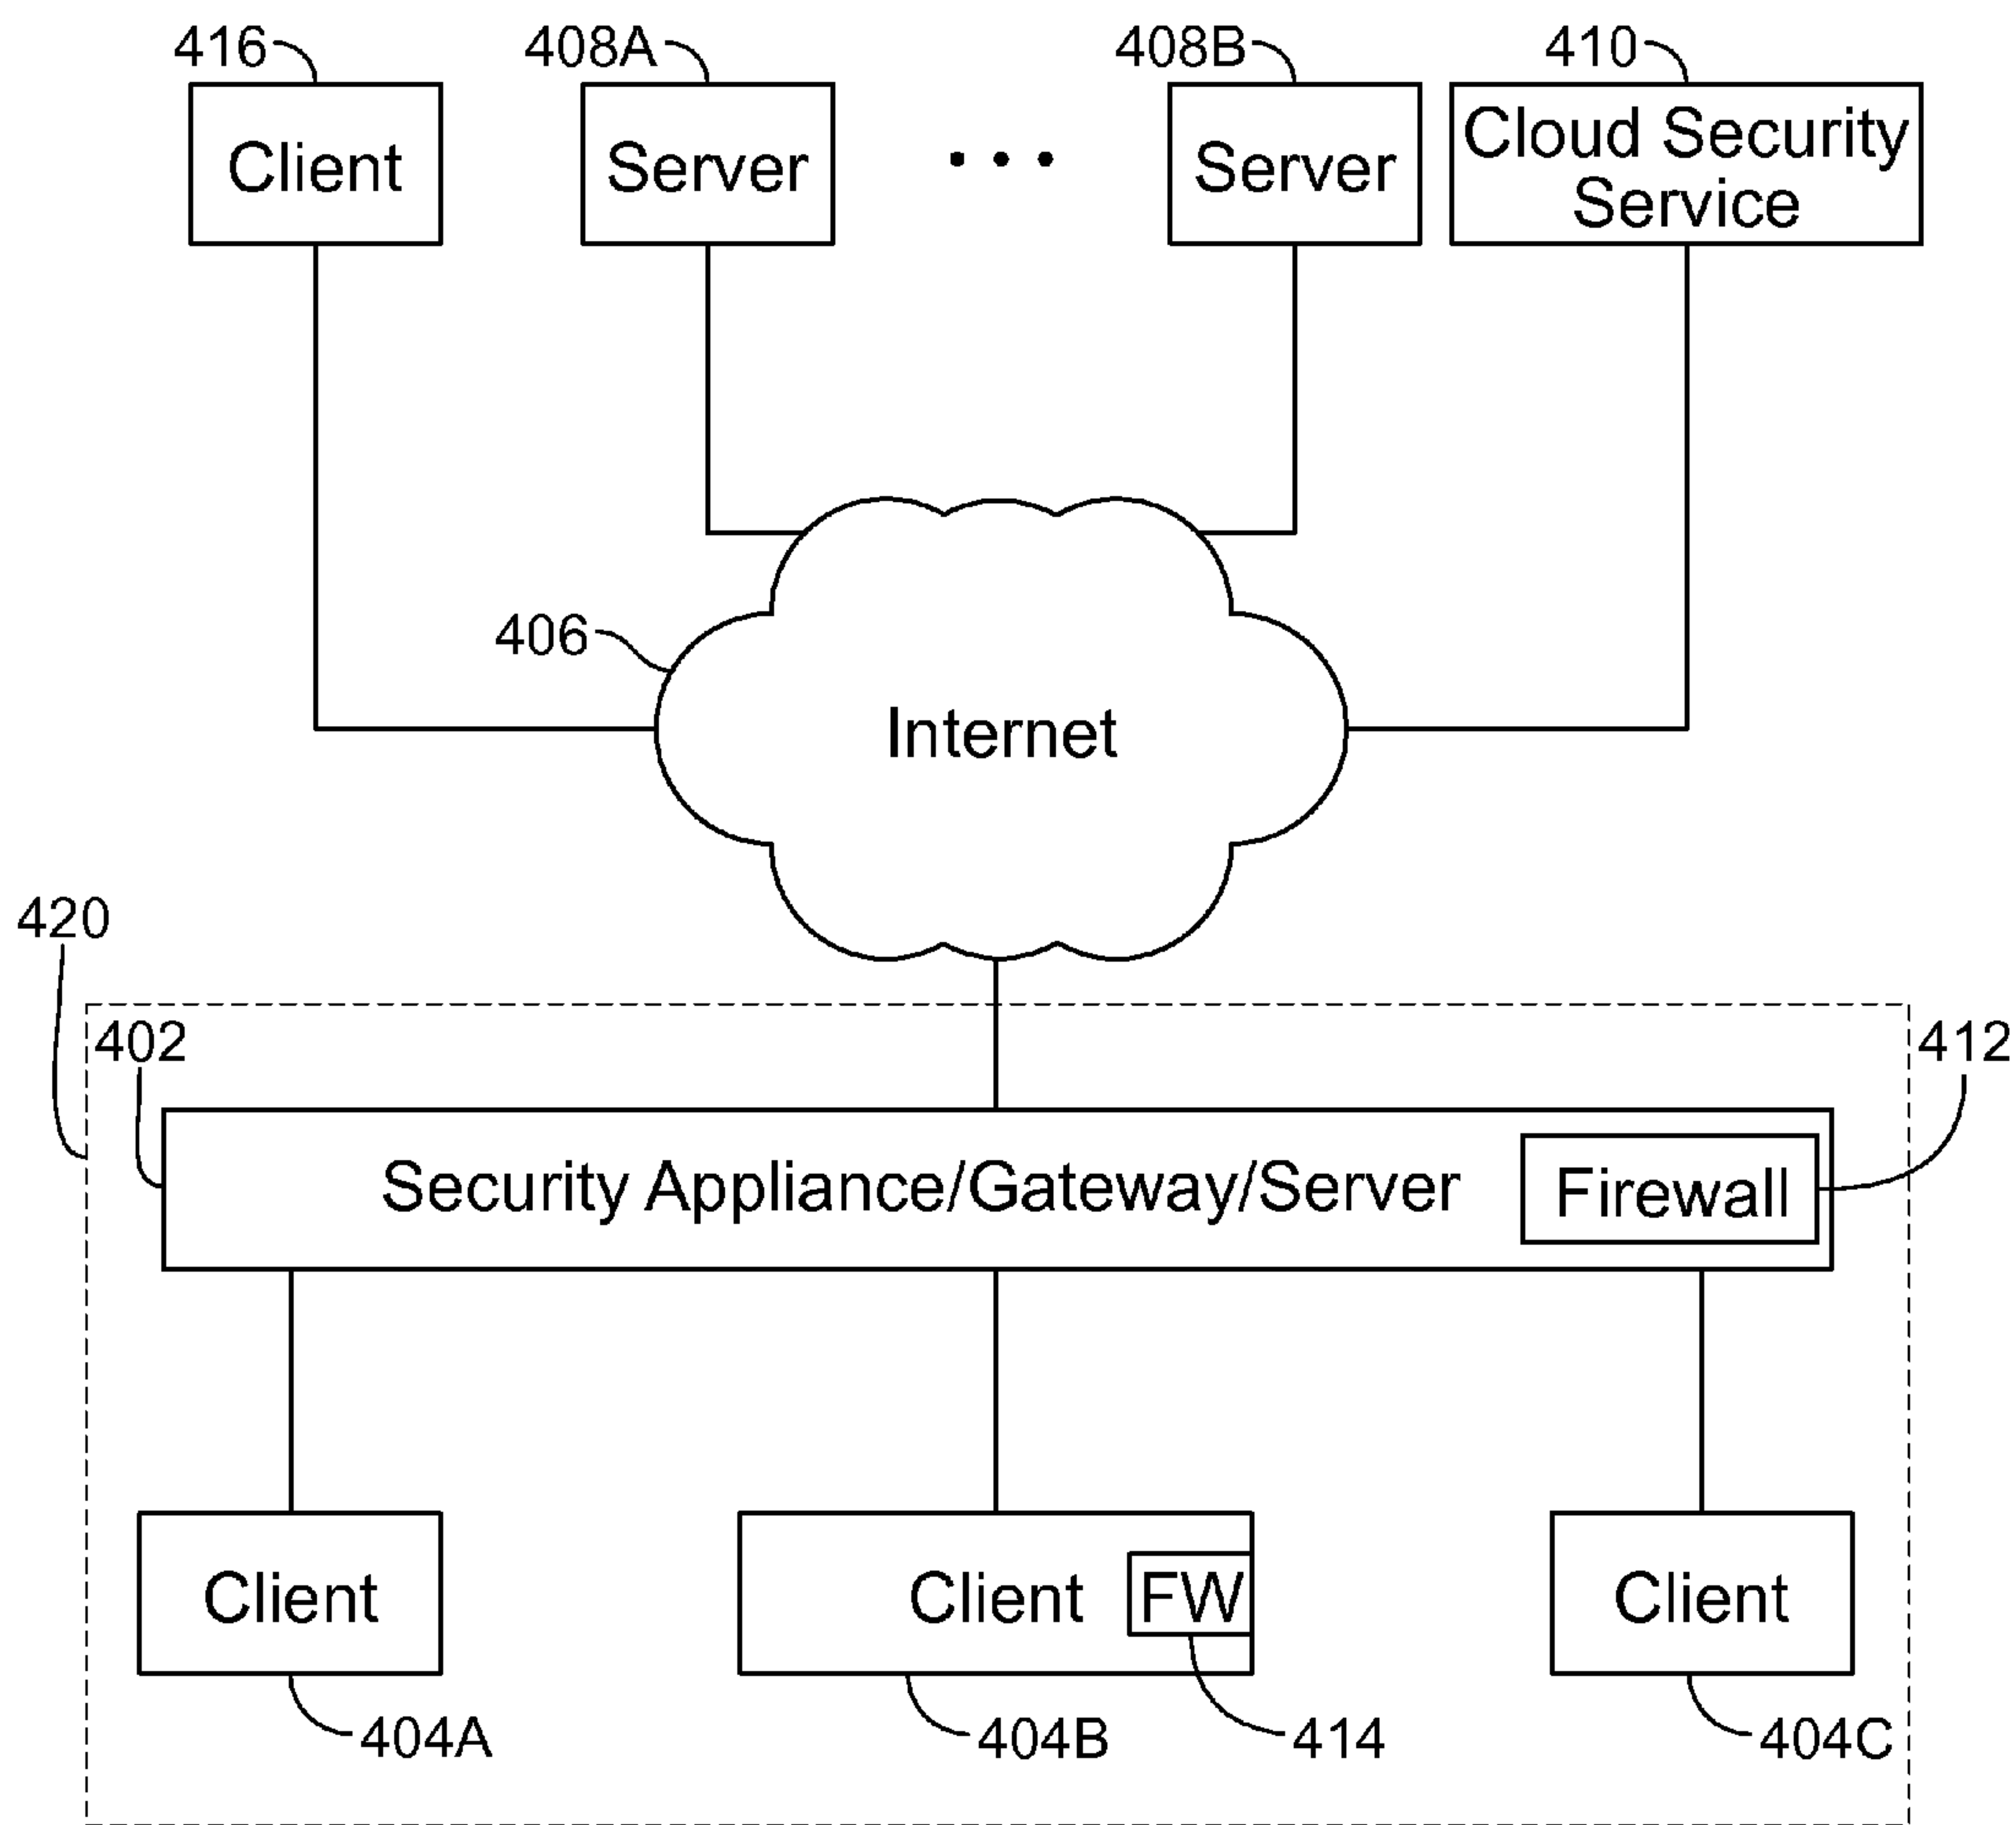 416
408A
408B
410
Client
Server
• • •
Server
Cloud Security
Service
406
Internet
420
402
412
Security Appliance/Gateway/Server
Firewall
Client
Client
FW
Client
404A
404B
414
404C